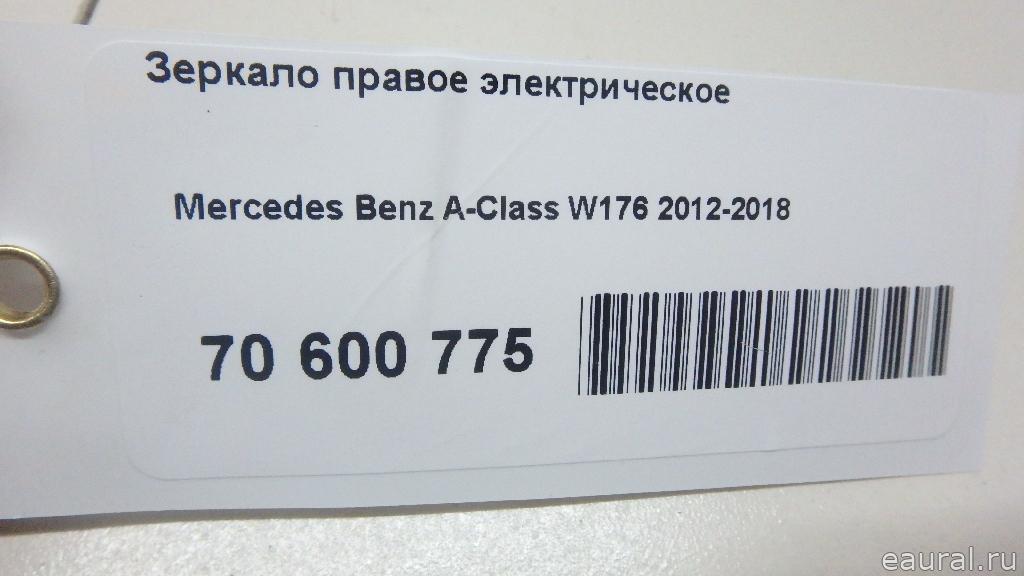 Зеркало правое электрическое
Mercedes Benz A-Class W176 2012-2018
70 600 775
eaural.ru